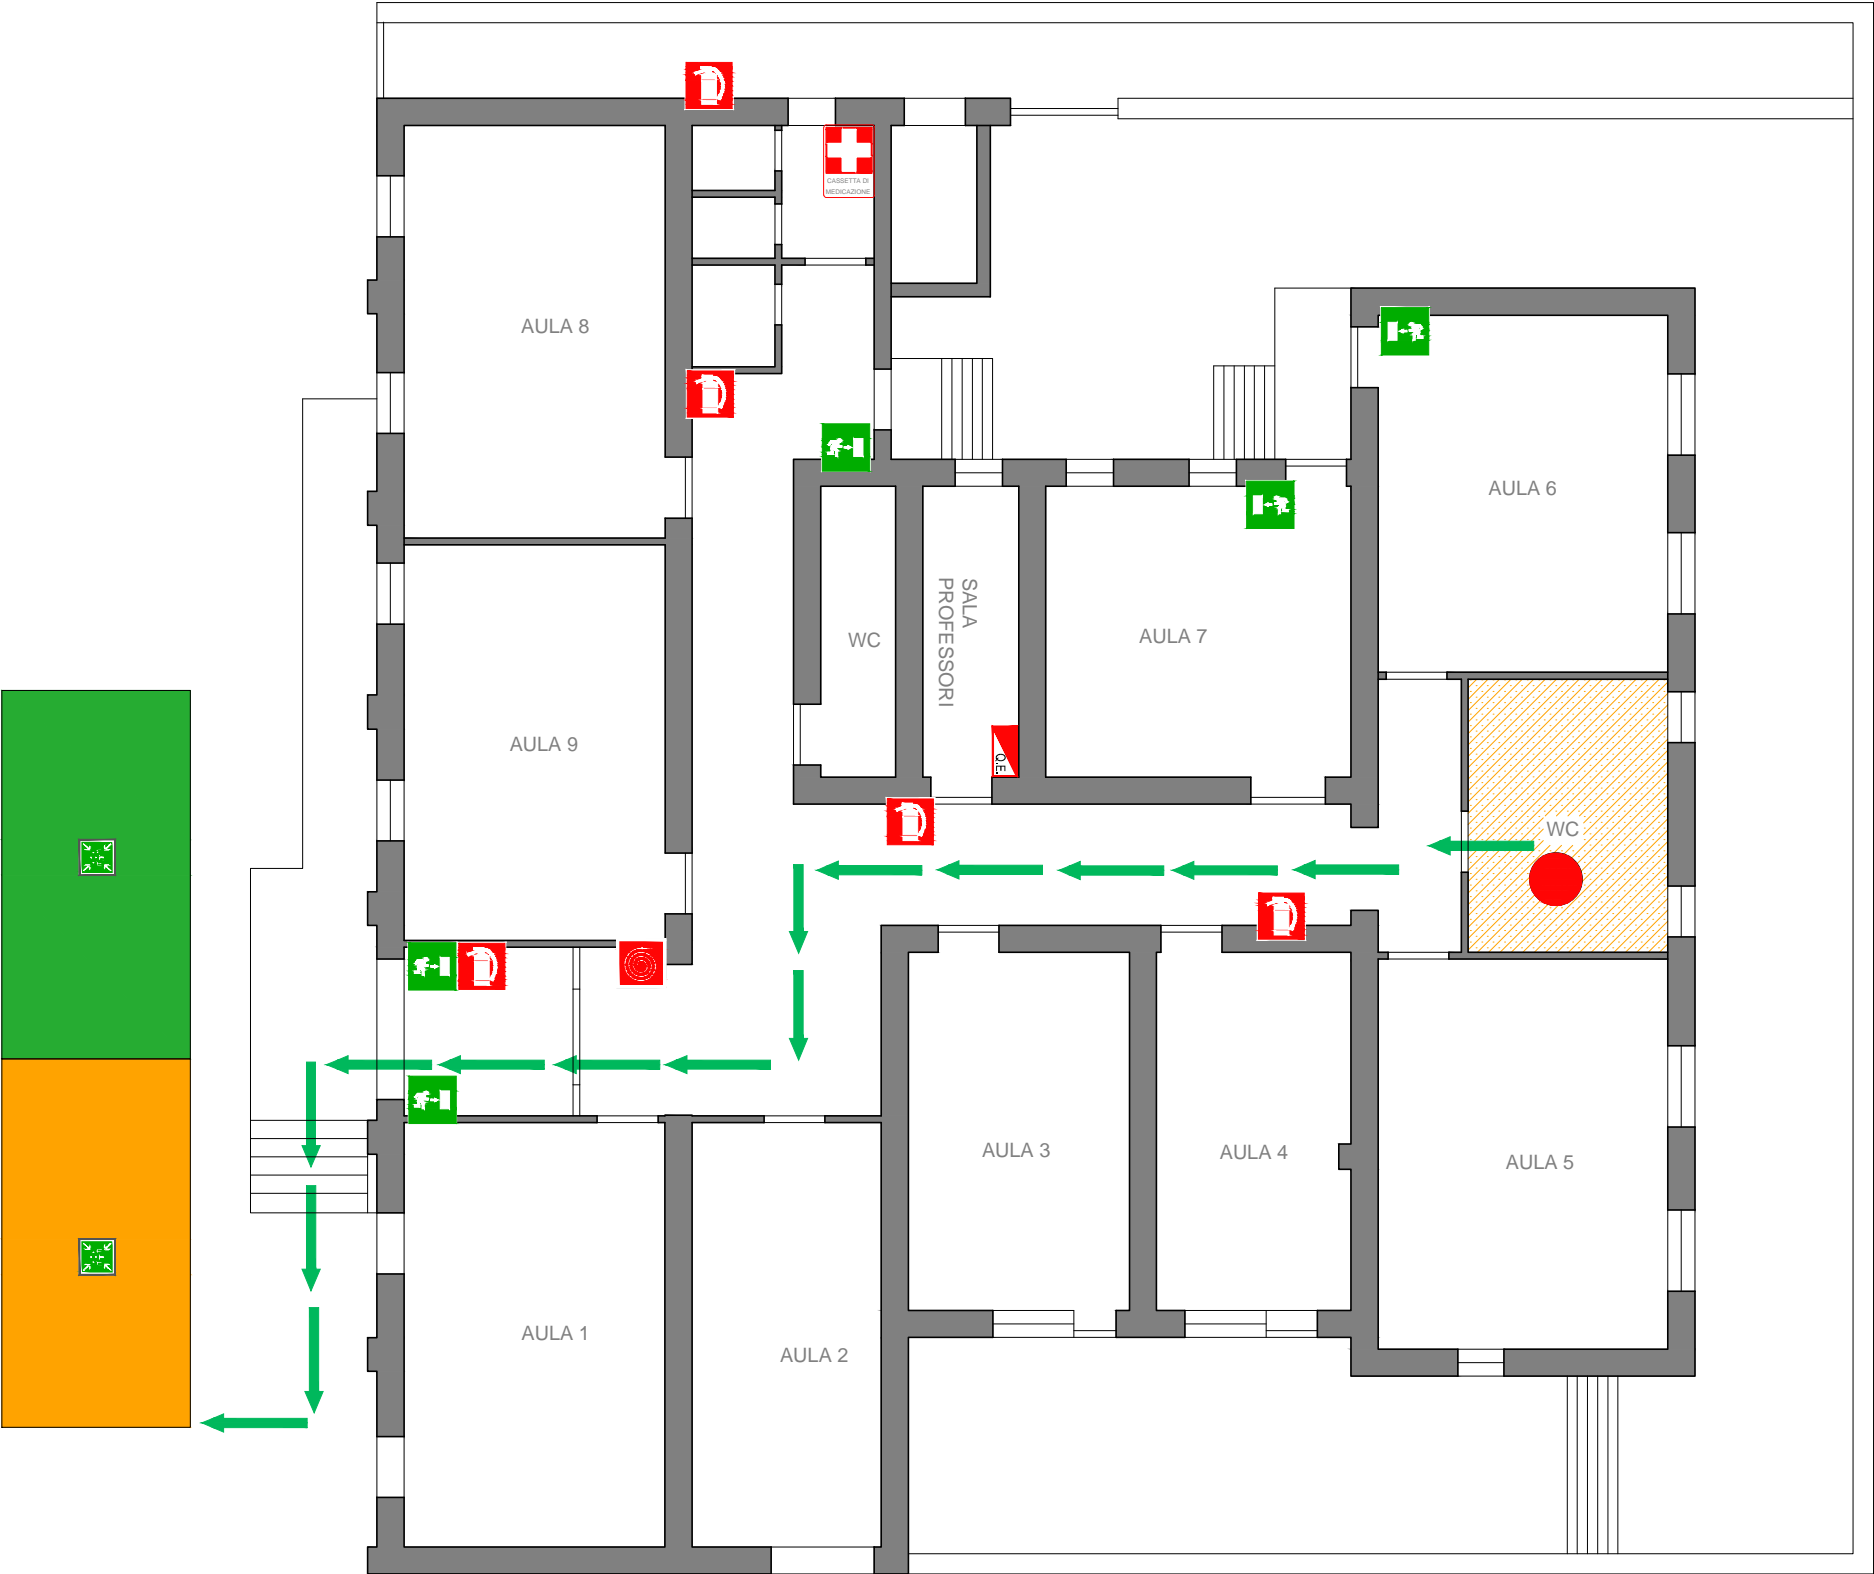 CASSETTA DI
MEDICAZIONE
AULA 8
AULA 6
SALA
PROFESSORI
WC
AULA 7
AULA 9
Q.E.
WC
AULA 3
AULA 4
AULA 5
AULA 1
AULA 2